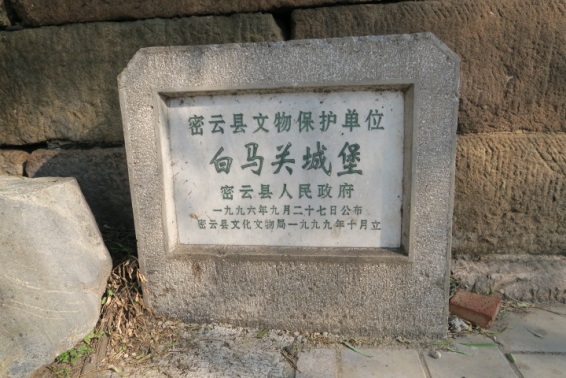 密云县文物保护单位
白马关城堡
密云县人民政府
一九九六年九月二十七日公布
密云县文化文物局一九九九年十月立